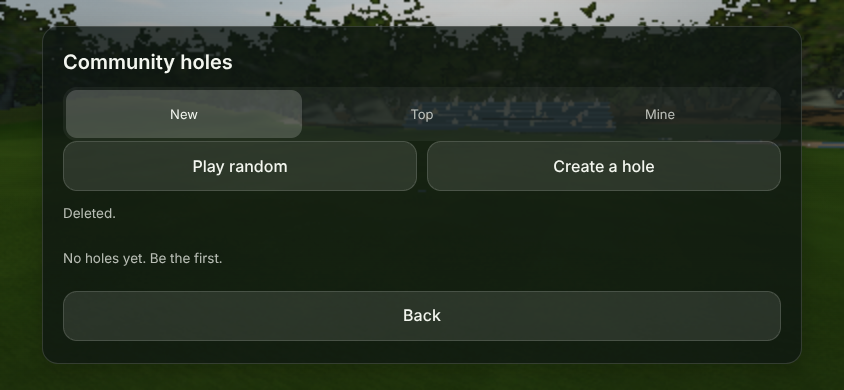 Community holes
New Top Mine
Play random Create a hole
Deleted.
No holes yet. Be the first.
Back